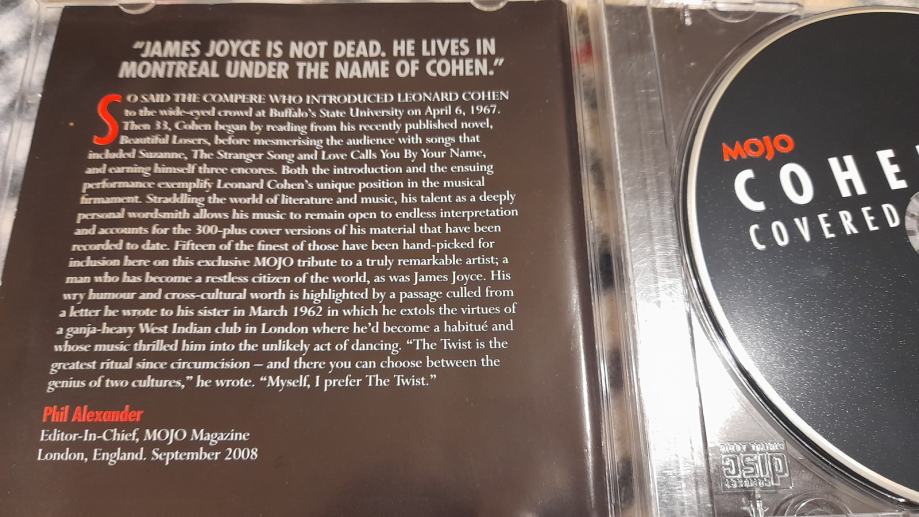 “JAMES JOYCE IS NOT DEAD. HE LIVES IN
MONTREAL UNDER THE NAME OF COHEN.”
SO SAID THE COMPERE WHO INTRODUCED LEONARD COHEN
to the wide-eyed crowd at Buffalo's State University on April 6, 1967.
Then 33, Cohen began by reading from his recently published novel,
Beautiful Losers, before mesmerising the audience with songs that
included Suzanne, The Stranger Song and Love Calls You By Your Name,
and earning himself three encores. Both the introduction and the ensuing
performance exemplify Leonard Cohen's unique position in the musical
firmament. Straddling the world of literature and music, his talent as a deeply
personal wordsmith allows his music to remain open to endless interpretation
and accounts for the 300-plus cover versions of his material that have been
recorded to date. Fifteen of the finest of those have been hand-picked for
inclusion here on this exclusive MOJO tribute to a truly remarkable artist; a
man who has become a restless citizen of the world, as was James Joyce. His
wry humour and cross-cultural worth is highlighted by a passage culled from
a letter he wrote to his sister in March 1962 in which he extols the virtues of
a ganja-heavy West Indian club in London where he'd become a habitué and
whose music thrilled him into the unlikely act of dancing. “The Twist is the
greatest ritual since circumcision – and there you can choose between the
genius of two cultures,” he wrote. “Myself, I prefer The Twist.”
Phil Alexander
Editor-In-Chief, MOJO Magazine
London, England. September 2008
MOJO
COHE
COVERED
COMPACT
disc
DIGITAL AUDIO